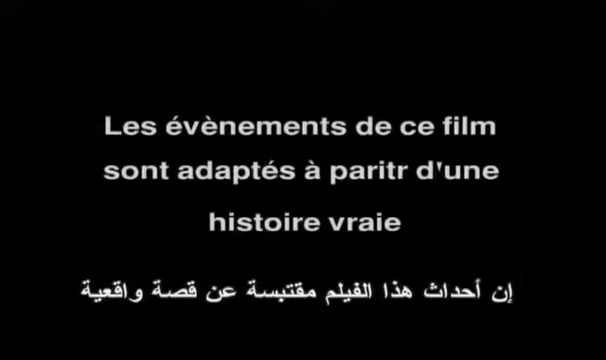 Les évènements de ce film
sont adaptés à paritr d'une
histoire vraie
إن أحداث هذا الفيلم مقتبسة عن قصة واقعية